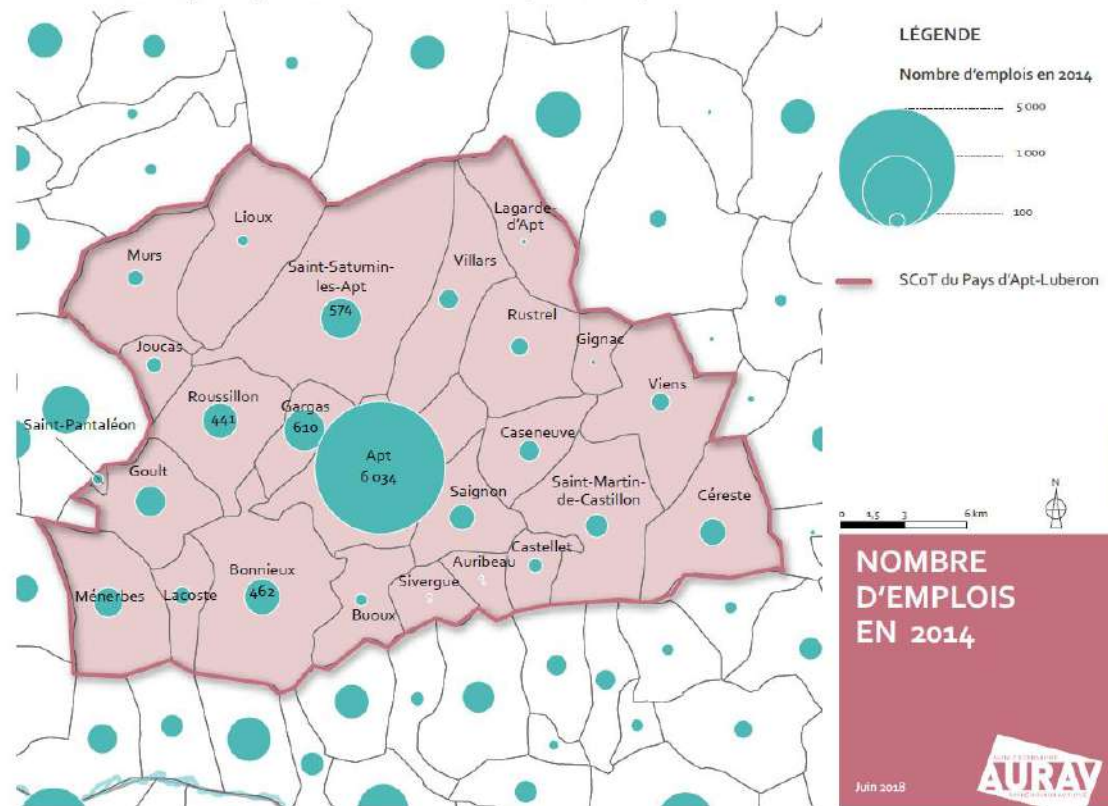 LÉGENDE
Nombre d'emplois en 2014
5 000
1 000
100
SCoT du Pays d'Apt-Luberon
Lioux
Lagarde-
d'Apt
Murs
Villars
Saint-Saturnin-
les-Apt
574
Rustrel
Gignac
Joucas
Viens
Roussillon
441
Gargas
610
Saint-Pantaléon
Caseneuve
Apt
6 034
Goult
Saint-Martin-
de-Castillon
Saignon
Céreste
Castellet
Auribeau
Sivergue
Bonnieux
462
Ménerbes
Lacoste
Buoux
N
0 1,5 3 6 km
NOMBRE
D'EMPLOIS
EN 2014
Juin 2018
AURAV